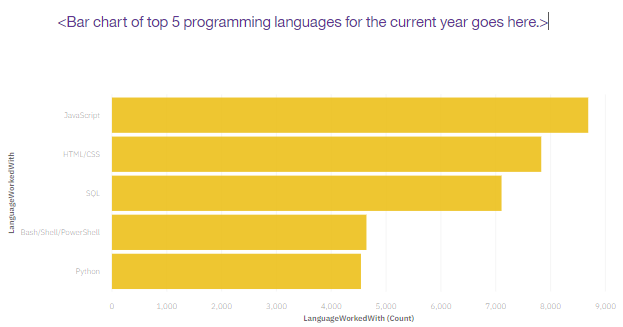 <Bar chart of top 5 programming languages for the current year goes here.>
LanguageWorkedWith
JavaScript
HTML/CSS
SQL
Bash/Shell/PowerShell
Python
0 1,000 2,000 3,000 4,000 5,000 6,000 7,000 8,000 9,000
LanguageWorkedWith (Count)